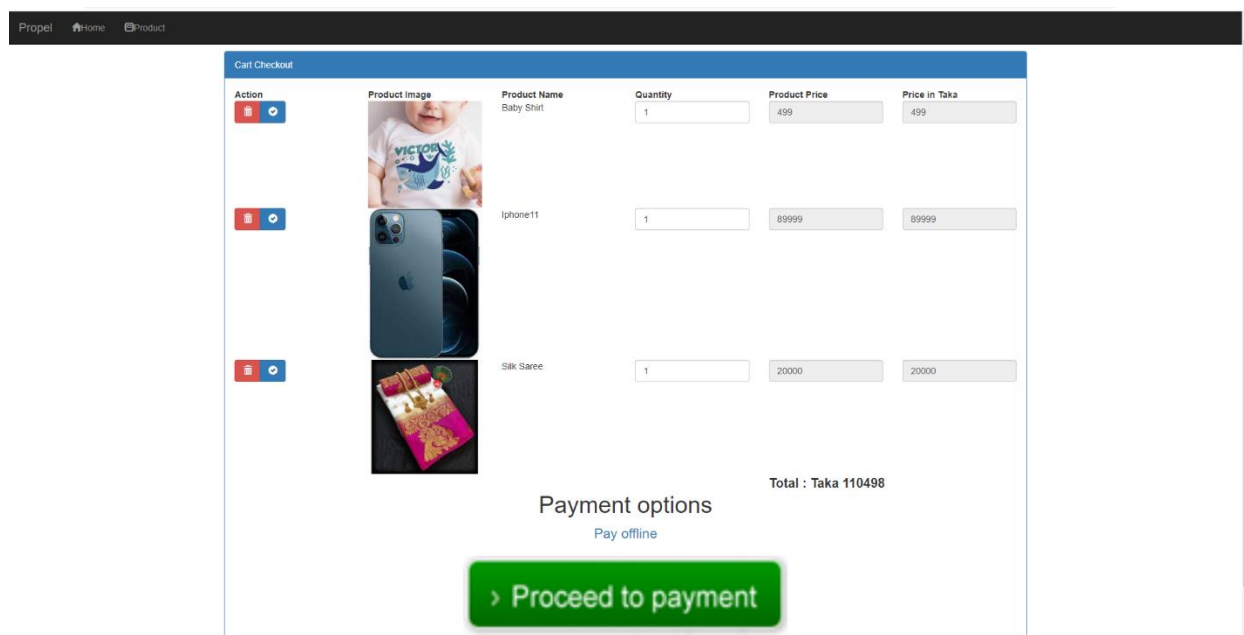 Propel Home Product
Cart Checkout
Action Product Image Product Name Quantity Product Price Price in Taka
Baby Shirt 1 499 499
VICTOR
Iphone11 1 89999 89999
Silk Saree 1 20000 20000
Total : Taka 110498
Payment options
Pay offline
› Proceed to payment